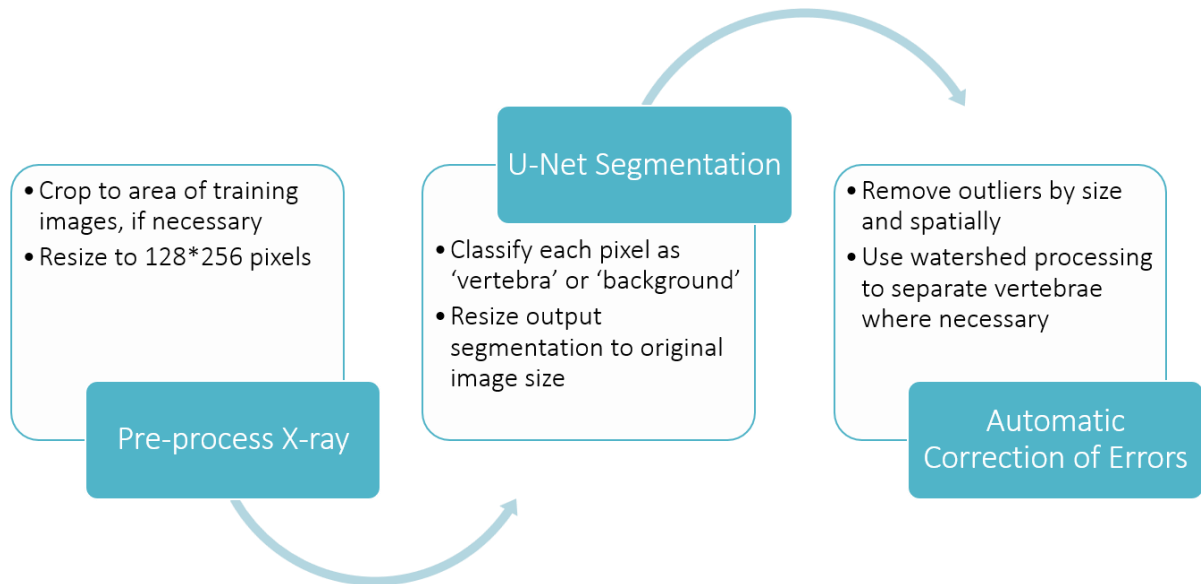 • Crop to area of training
images, if necessary
• Resize to 128*256 pixels
Pre-process X-ray
U-Net Segmentation
• Classify each pixel as
‘vertebra’ or ‘background’
• Resize output
segmentation to original
image size
• Remove outliers by size
and spatially
• Use watershed processing
to separate vertebrae
where necessary
Automatic
Correction of Errors